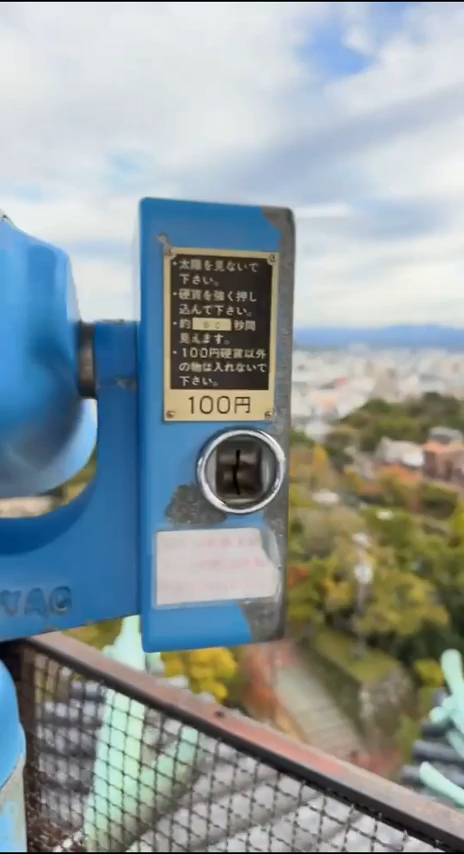 ・太陽を見ないで
下さい。
・硬貨を強く押し
込んで下さい。
・約
秒間
見えます。
・100円硬貨以外
の物は入れないで
下さい。
100円